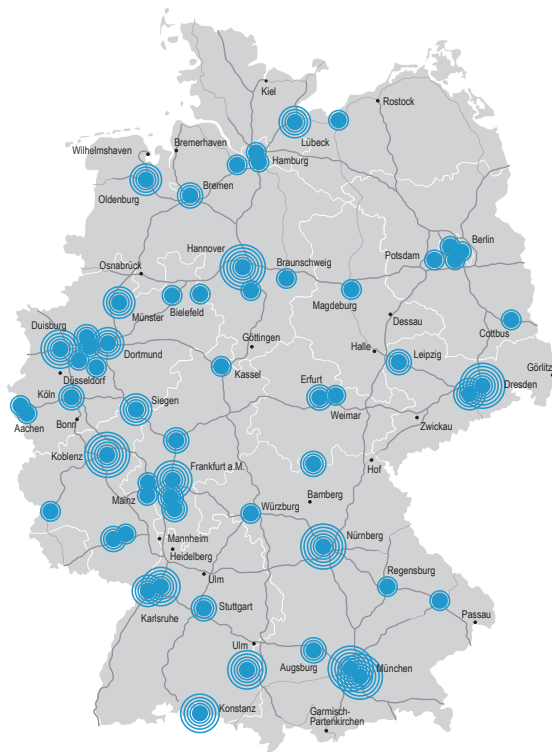 Kiel
Rostock
Lübeck
Wilhelmshaven
Bremerhaven
Hamburg
Oldenburg
Bremen
Hannover
Braunschweig
Potsdam
Berlin
Osnabrück
Münster
Bielefeld
Magdeburg
Dessau
Cottbus
Duisburg
Dortmund
Göttingen
Halle
Leipzig
Görlitz
Düsseldorf
Kassel
Erfurt
Dresden
Köln
Siegen
Weimar
Zwickau
Aachen
Bonn
Koblenz
Frankfurt a.M.
Hof
Mainz
Bamberg
Würzburg
Mannheim
Nürnberg
Heidelberg
Ulm
Regensburg
Karlsruhe
Stuttgart
Passau
Ulm
Augsburg
München
Konstanz
Garmisch-
Partenkirchen